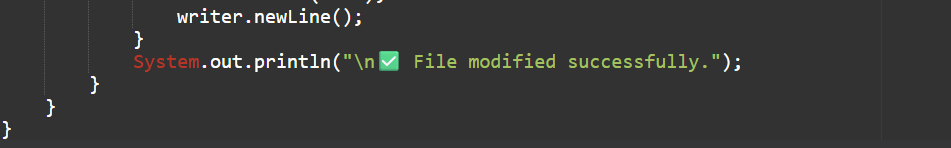 writer.newLine();
}
System.out.println("\n✅ File modified successfully.");
}
}
}